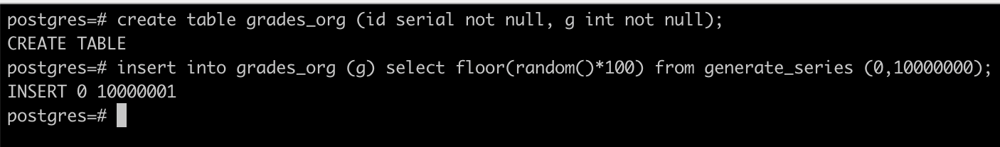 postgres=# create table grades_org (id serial not null, g int not null);
CREATE TABLE
postgres=# insert into grades_org (g) select floor(random()*100) from generate_series (0,10000000);
INSERT 0 10000001
postgres=#